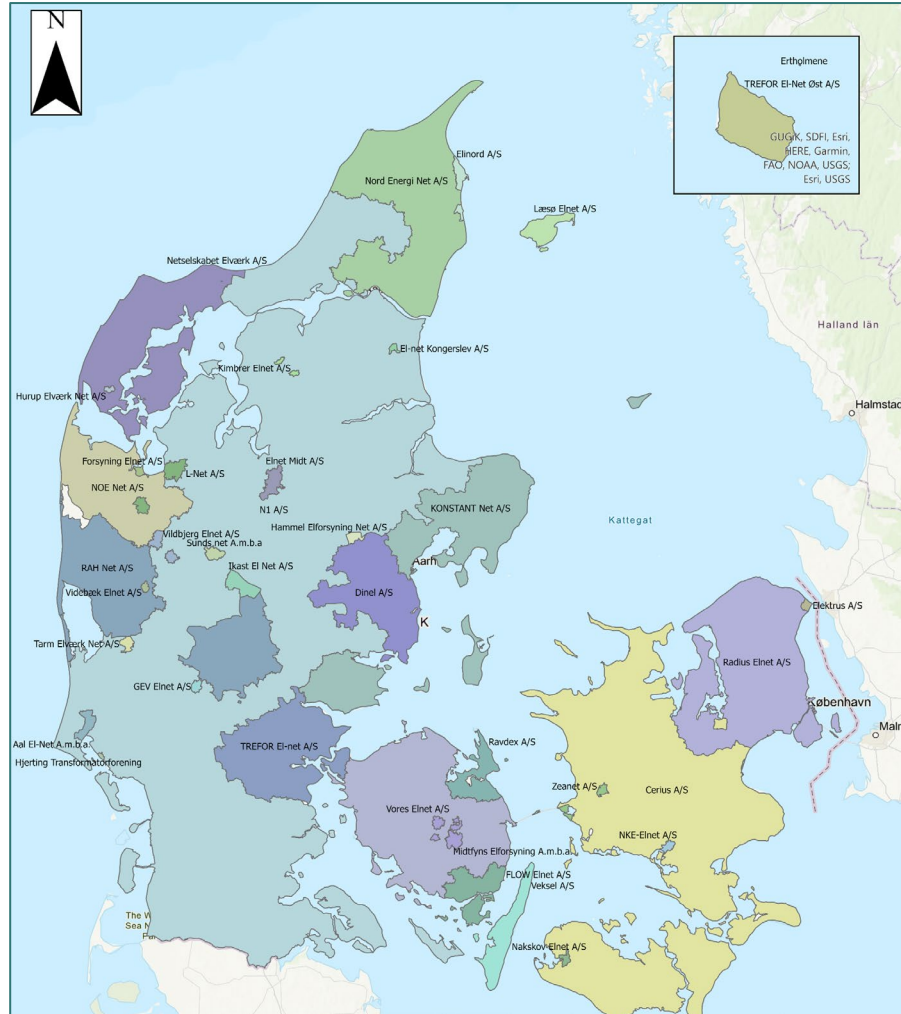 N
Ertholmene
TREFOR El-Net Øst A/S
GUGiK, SDFI, Esri,
HERE, Garmin,
FAO, NOAA, USGS;
Esri, USGS
Elinord A/S
Nord Energi Net A/S
Læsø Elnet A/S
Netselskabet Elværk A/S
Halland län
El-net Kongerslev A/S
Kimbrer Elnet A/S
Hurup Elværk Net A/S
Halmstad
Forsyning Elnet A/S
Elnet Midt A/S
L-Net A/S
NOE Net A/S
KONSTANT Net A/S
N1 A/S
Kattegat
Hammel Elforsyning Net A/S
Vildbjerg Elnet A/S
Sunds net A.m.b.a
Aarh
Ikast El Net A/S
RAH Net A/S
Videbæk Elnet A/S
Dinel A/S
Elektrus A/S
K
Tarm Elværk Net A/S
Radius Elnet A/S
GEV Elnet A/S
København
Malm
Aal El-Net A.m.b.a.
TREFOR El-net A/S
Ravdex A/S
Hjerting Transformatorforening
Zeanet A/S
Cerius A/S
Vores Elnet A/S
NKE-Elnet A/S
Midtfyns Elforsyning A.m.b.a.
FLOW Elnet A/S
Veksel A/S
The W
Sea N
P
Nakskov Elnet A/S